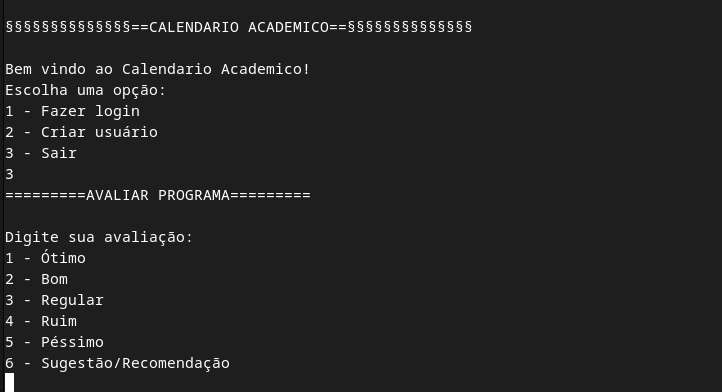 §§§§§§§§§§§§§§==CALENDARIO ACADEMICO==§§§§§§§§§§§§§§
Bem vindo ao Calendario Academico!
Escolha uma opção:
1 - Fazer login
2 - Criar usuário
3 - Sair
3
=========AVALIAR PROGRAMA=========
Digite sua avaliação:
1 - Ótimo
2 - Bom
3 - Regular
4 - Ruim
5 - Péssimo
6 - Sugestão/Recomendação